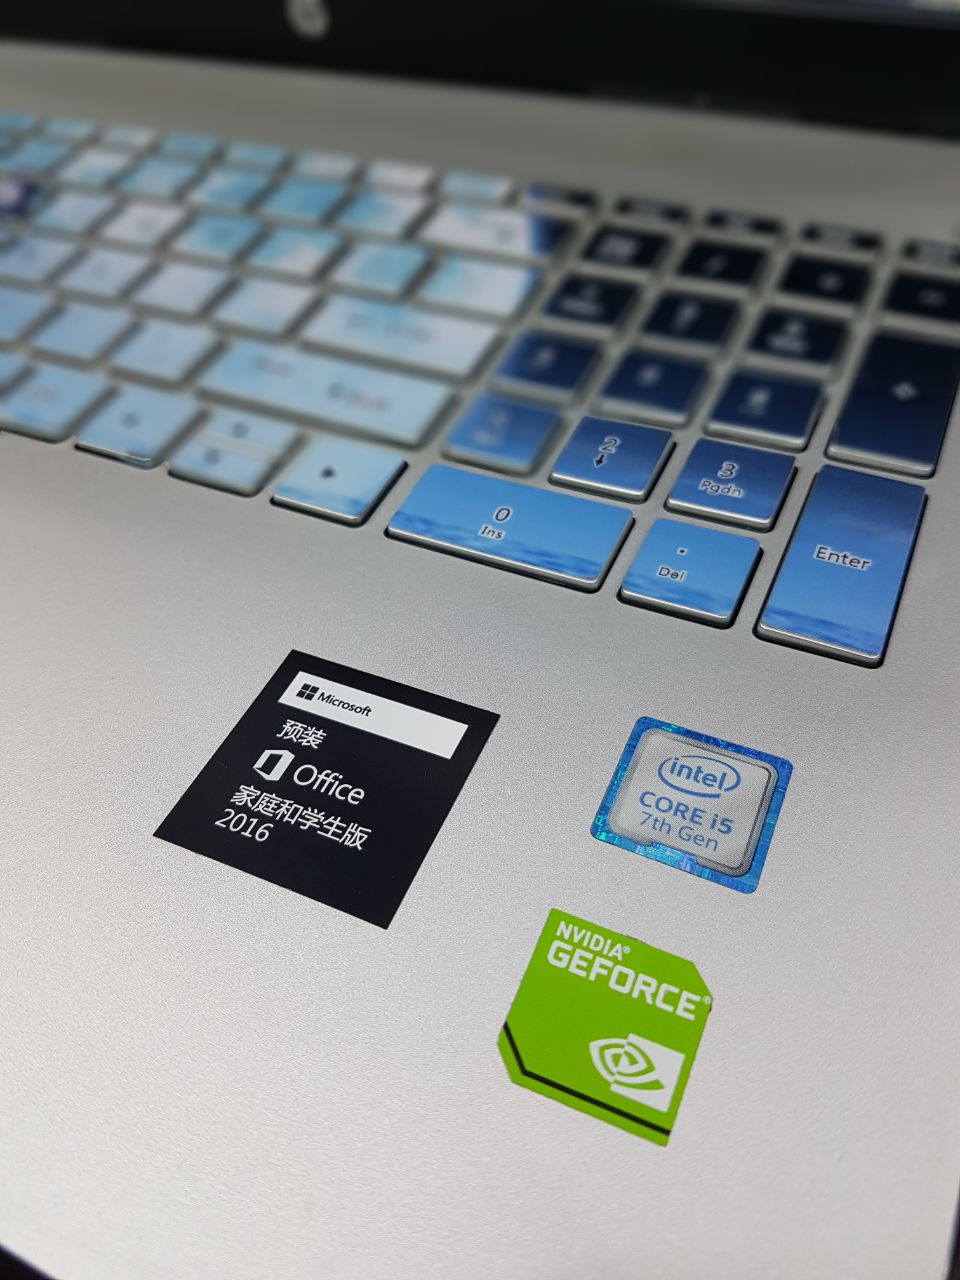 2
3
Pgdn
0
Ins
.
Del
Enter
Microsoft
预装
Office
家庭和学生版
2016
intel
CORE i5
7th Gen
NVIDIA®
GEFORCE®